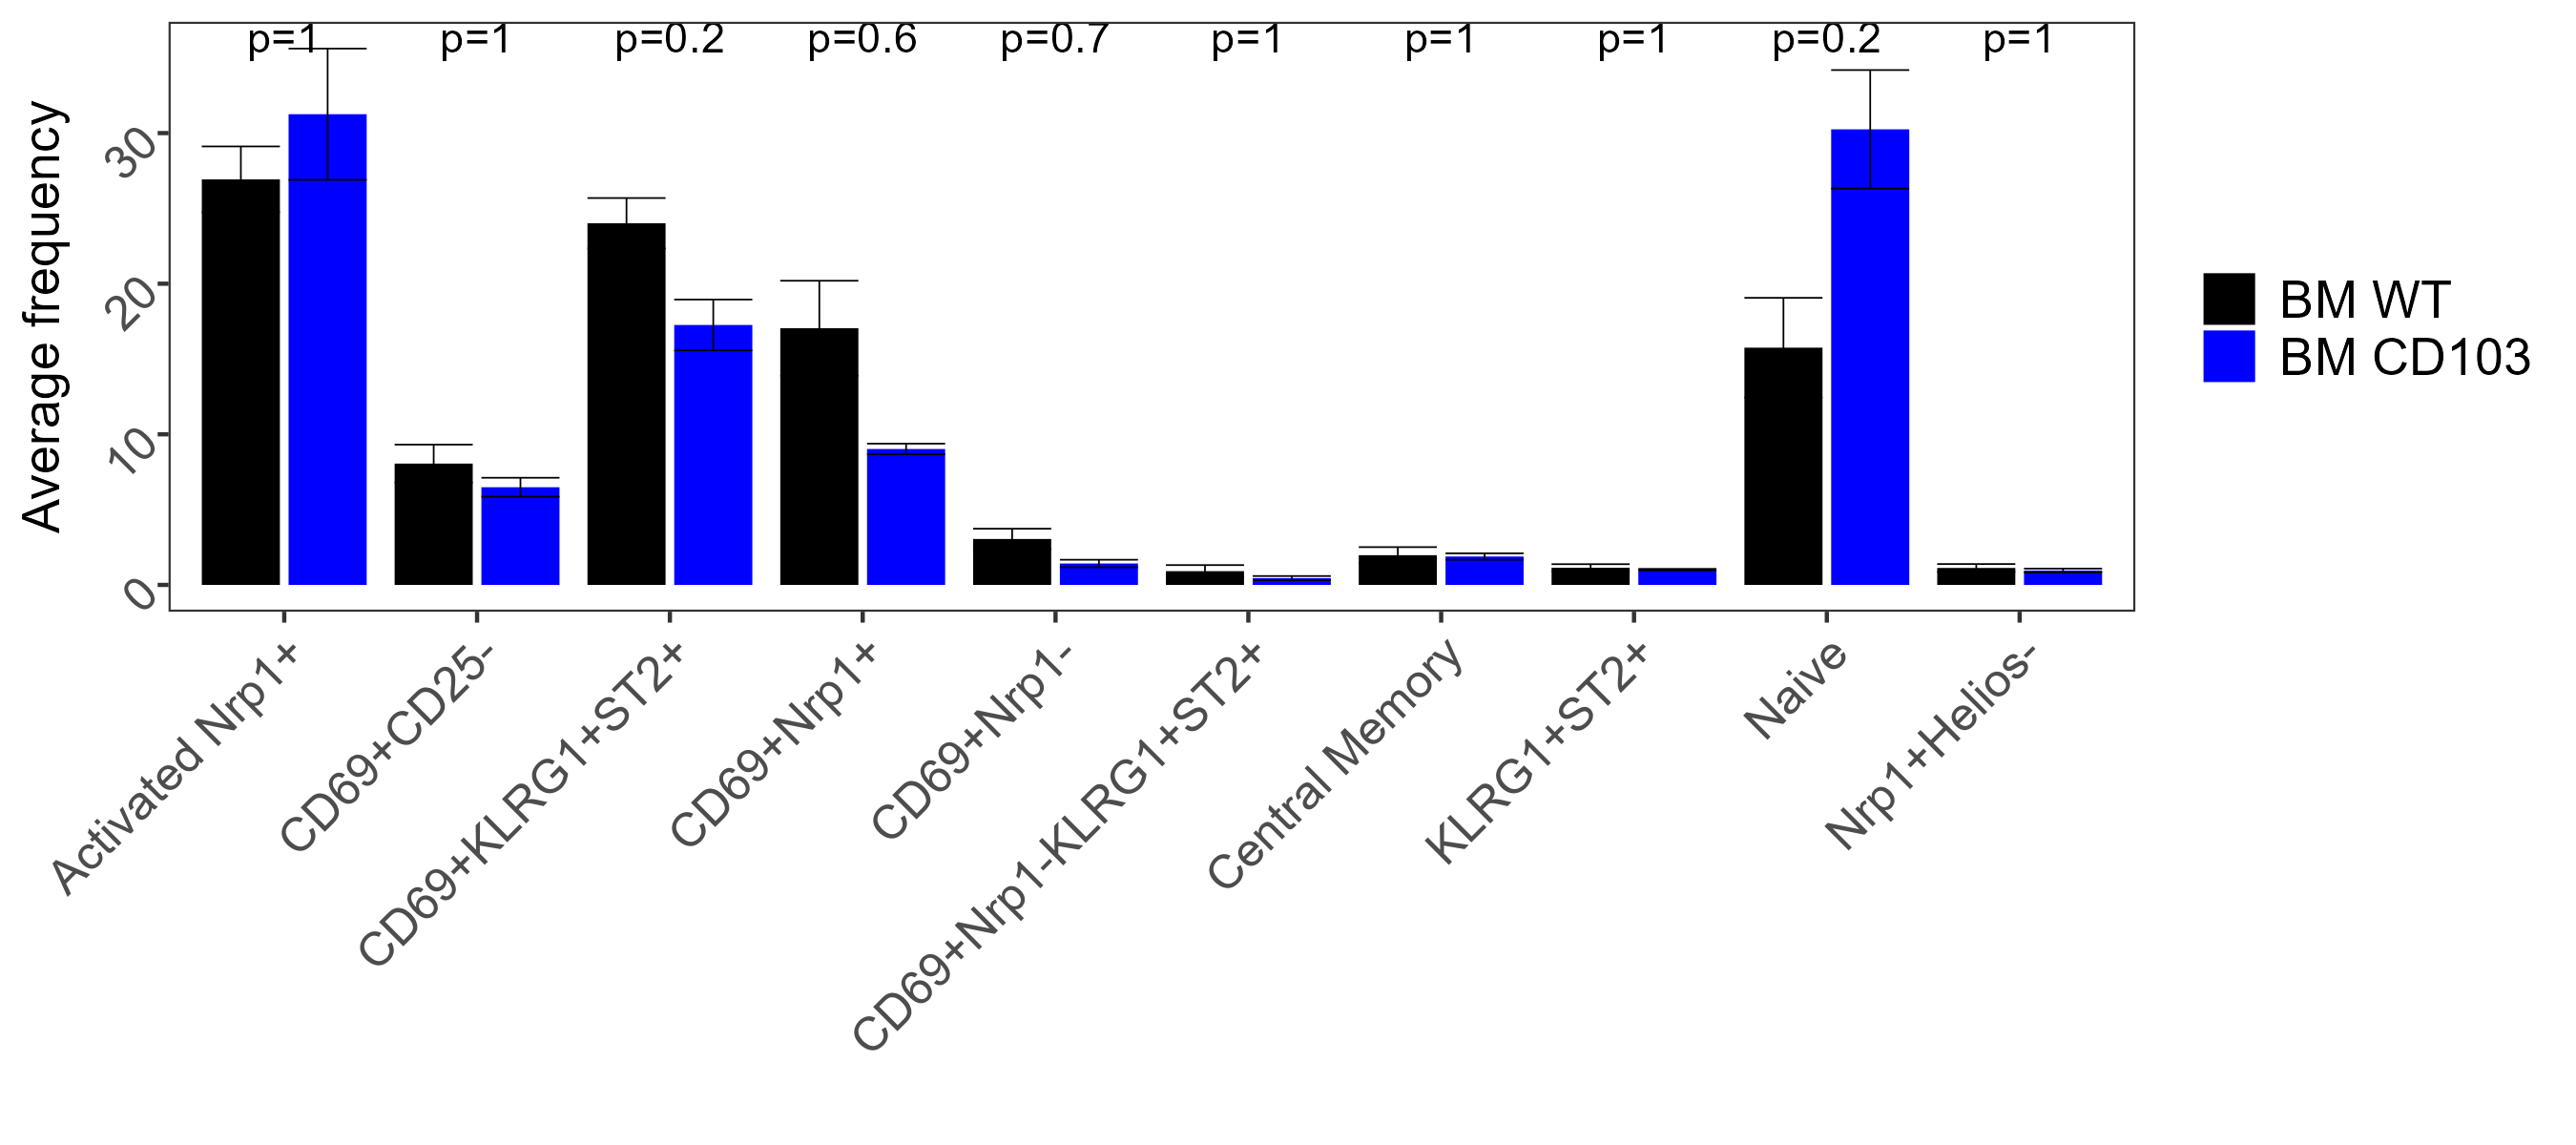 p=1 p=1 p=0.2 p=0.6 p=0.7 p=1 p=1 p=1 p=0.2 p=1
Average frequency
30
20
10
0
BM WT
BM CD103
Activated Nrp1+
CD69+CD25-
CD69+KLRG1+ST2+
CD69+Nrp1+
CD69+Nrp1-
CD69+Nrp1-KLRG1+ST2+
Central Memory
KLRG1+ST2+
Naive
Nrp1+Helios-